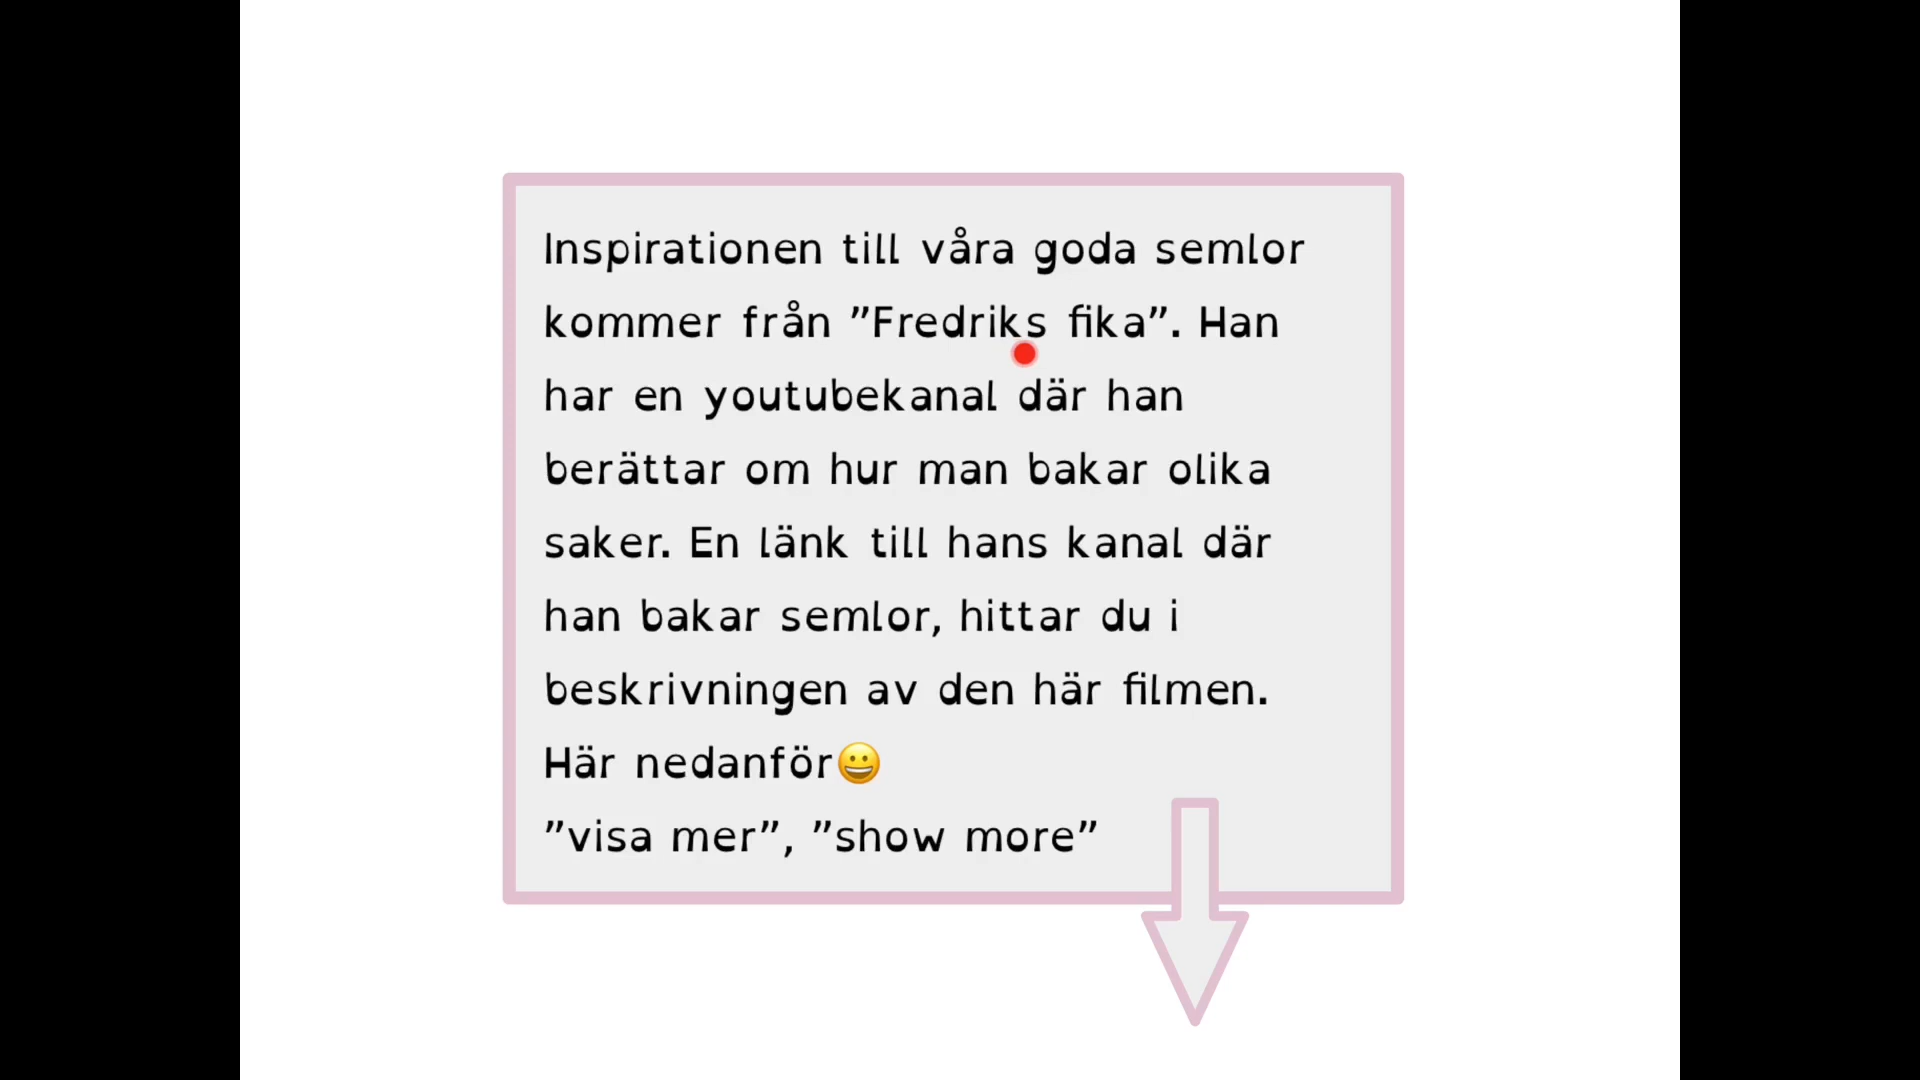 Inspirationen till våra goda semlor
kommer från ”Fredriks fika”. Han
har en youtubekanal där han
berättar om hur man bakar olika
saker. En länk till hans kanal där
han bakar semlor, hittar du i
beskrivningen av den här filmen.
Här nedanför😀
”visa mer”, ”show more”